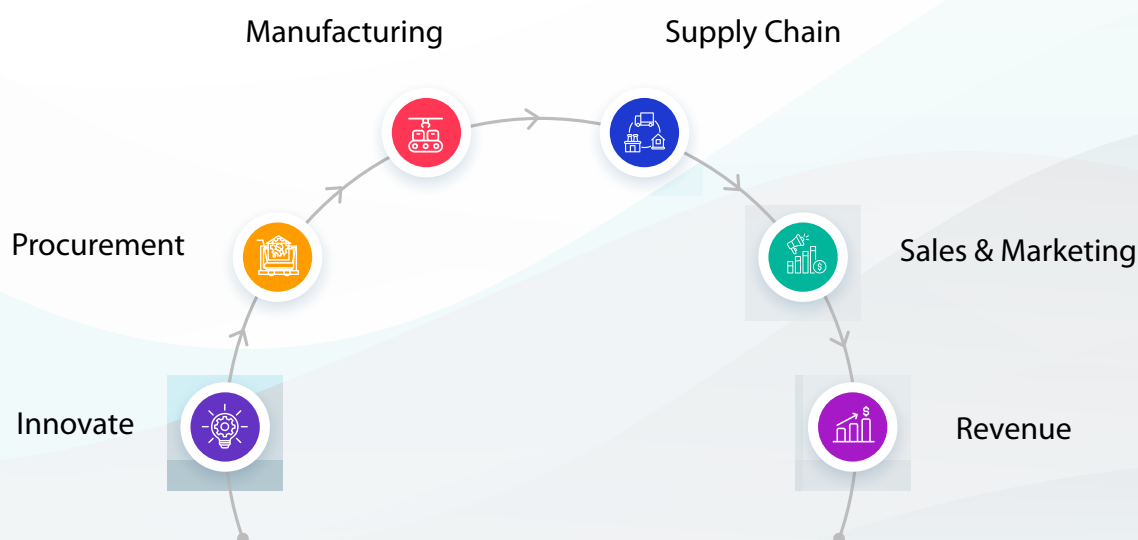 Manufacturing
Supply Chain
Procurement
Sales & Marketing
Innovate
Revenue